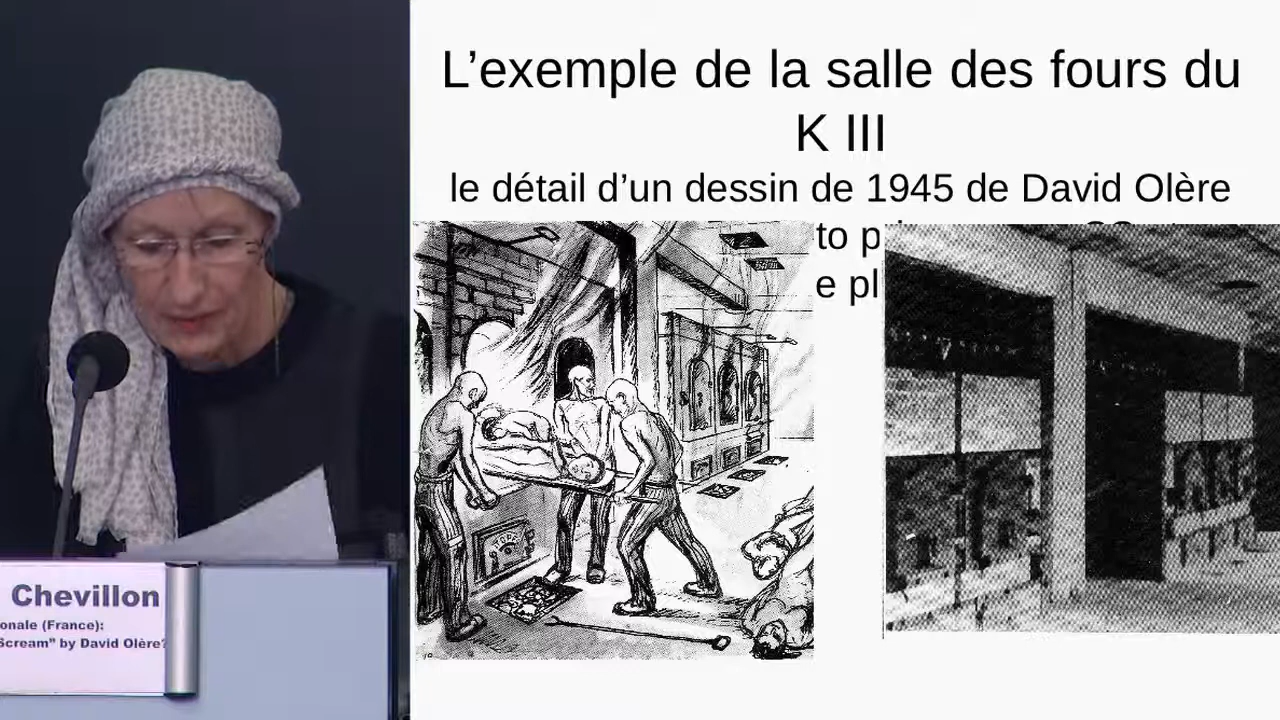 L'exemple de la salle des fours du
K III
le détail d'un dessin de 1945 de David Olère
to p
e pl
Chevillon
onale (France):
Scream" by David Olère?